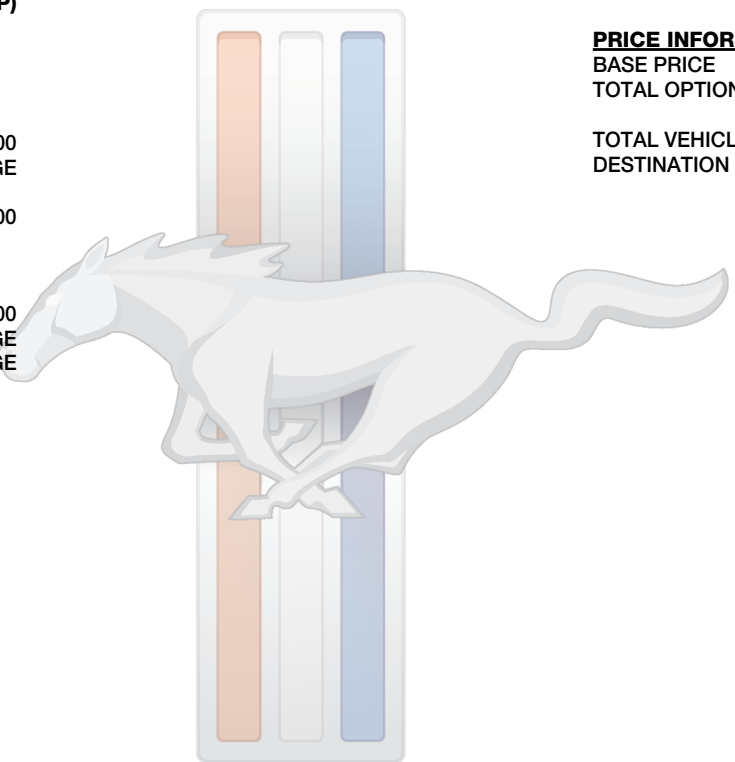 P)
00
GE
00
00
GE
GE
PRICE INFOR
BASE PRICE
TOTAL OPTION
TOTAL VEHICL
DESTINATION